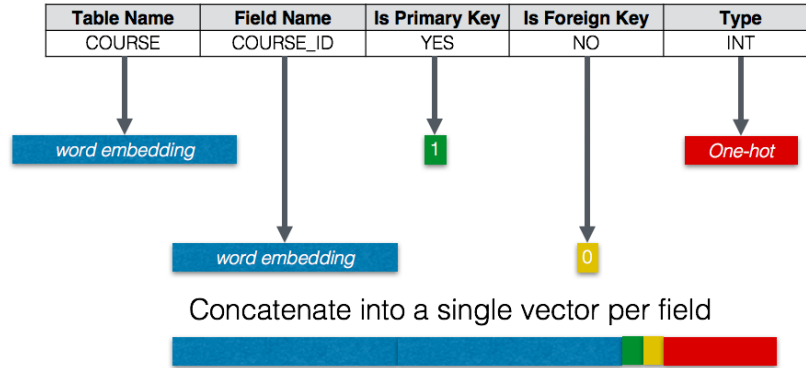 Table Name Field Name Is Primary Key Is Foreign Key Type
COURSE COURSE_ID YES NO INT
word embedding 1 One-hot
word embedding 0
Concatenate into a single vector per field